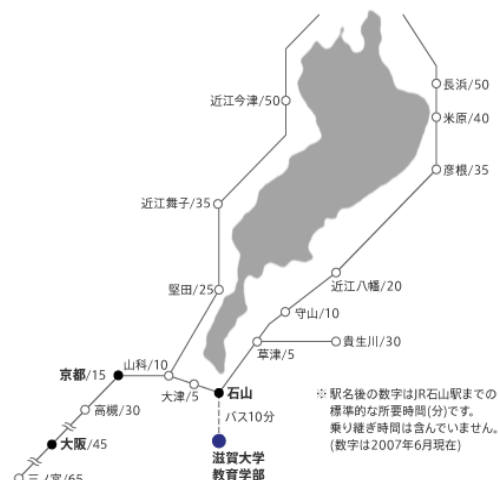 長浜/50
近江今津/50
米原/40
彦根/35
近江舞子/35
近江八幡/20
堅田/25
守山/10
貴生川/30
草津/5
山科/10
京都/15
大津/5
石山
高槻/30
バス10分
大阪/45
滋賀大学
教育学部
三ノ宮/65
※ 駅名後の数字はJR石山駅までの
標準的な所要時間(分)です。
乗り継ぎ時間は含んでいません。
(数字は2007年6月現在)